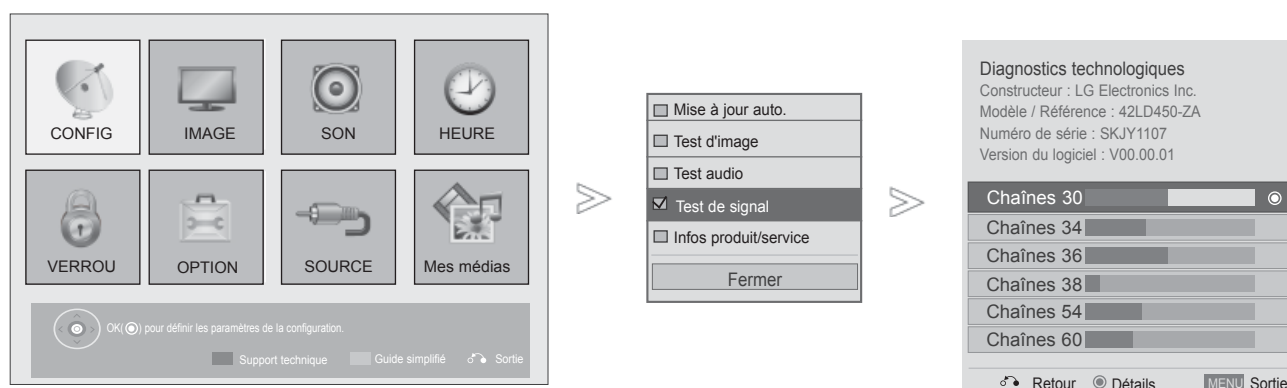 CONFIG
IMAGE
SON
HEURE
VERROU
OPTION
SOURCE
Mes médias
OK( ) pour définir les paramètres de la configuration.
Support technique
Guide simplifié
Sortie
Mise à jour auto.
Test d'image
Test audio
Test de signal
Infos produit/service
Fermer
Diagnostics technologiques
Constructeur : LG Electronics Inc.
Modèle / Référence : 42LD450-ZA
Numéro de série : SKJY1107
Version du logiciel : V00.00.01
Chaînes 30
Chaînes 34
Chaînes 36
Chaînes 38
Chaînes 54
Chaînes 60
Retour
Détails
MENU Sortie